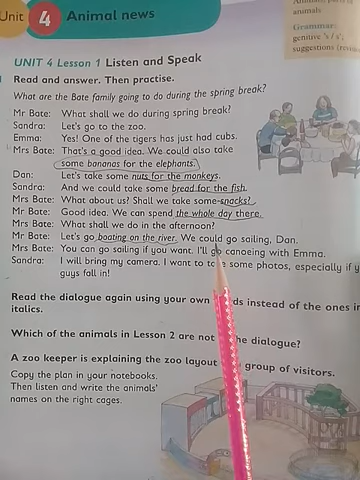 Unit 4 Animal news
animals
Grammar:
genitive 's / s';
suggestions
UNIT 4 Lesson 1 Listen and Speak
Read and answer. Then practise.
What are the Bate family going to do during the spring break?
Mr Bate: What shall we do during spring break?
Sandra: Let's go to the zoo.
Emma: Yes! One of the tigers has just had cubs.
Mrs Bate: That's a good idea. We could also take
some bananas for the elephants.
Dan: Let's take some nuts for the monkeys.
Sandra: And we could take some bread for the fish.
Mrs Bate: What about us? Shall we take some snacks?
Mr Bate: Good idea. We can spend the whole day there.
Mrs Bate: What shall we do in the afternoon?
Mr Bate: Let's go boating on the river. We could go sailing, Dan.
Mrs Bate: You can go sailing if you want. I'll go canoeing with Emma.
Sandra: I will bring my camera. I want to take some photos, especially if y
guys fall in!
Read the dialogue again using your own ds instead of the ones in
italics.
Which of the animals in Lesson 2 are not the dialogue?
A zoo keeper is explaining the zoo layout group of visitors.
Copy the plan in your notebooks.
Then listen and write the animals'
names on the right cages.